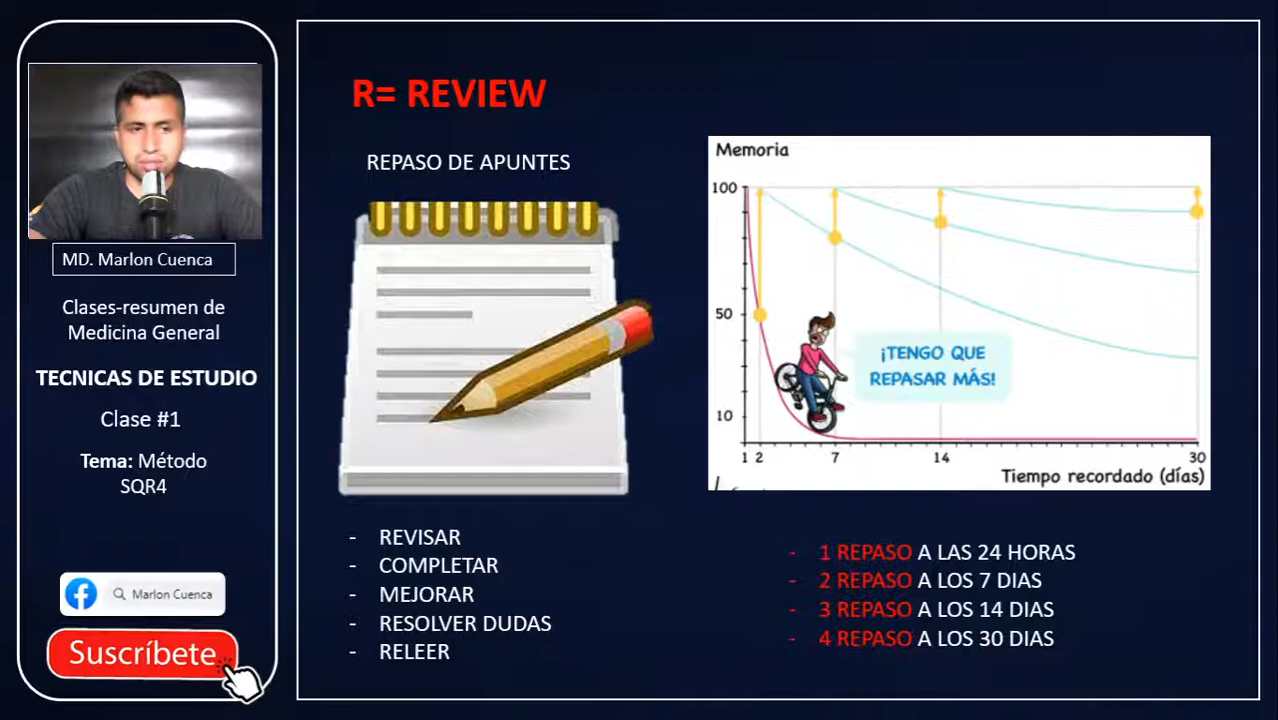 MD. Marlon Cuenca
Clases-resumen de
Medicina General
TECNICAS DE ESTUDIO
Clase #1
Tema: Método
SQR4
Marlon Cuenca
Suscríbete
R= REVIEW
REPASO DE APUNTES
- REVISAR
- COMPLETAR
- MEJORAR
- RESOLVER DUDAS
- RELEER
Memoria
100
50
10
¡TENGO QUE
REPASAR MÁS!
1 2 7 14 30
Tiempo recordado (días)
- 1 REPASO A LAS 24 HORAS
- 2 REPASO A LOS 7 DIAS
- 3 REPASO A LOS 14 DIAS
- 4 REPASO A LOS 30 DIAS